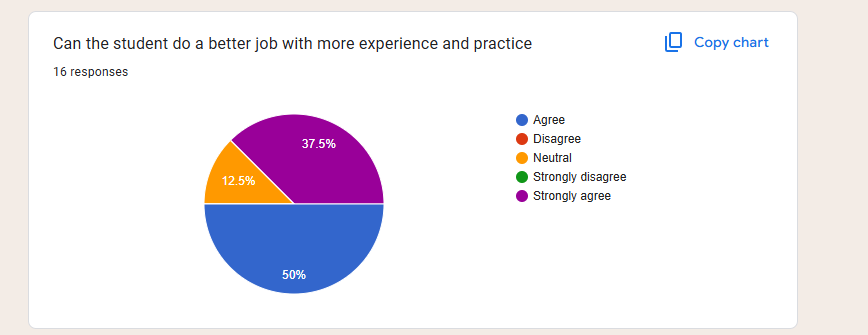 Can the student do a better job with more experience and practice
Copy chart
16 responses
37.5%
12.5%
50%
Agree
Disagree
Neutral
Strongly disagree
Strongly agree